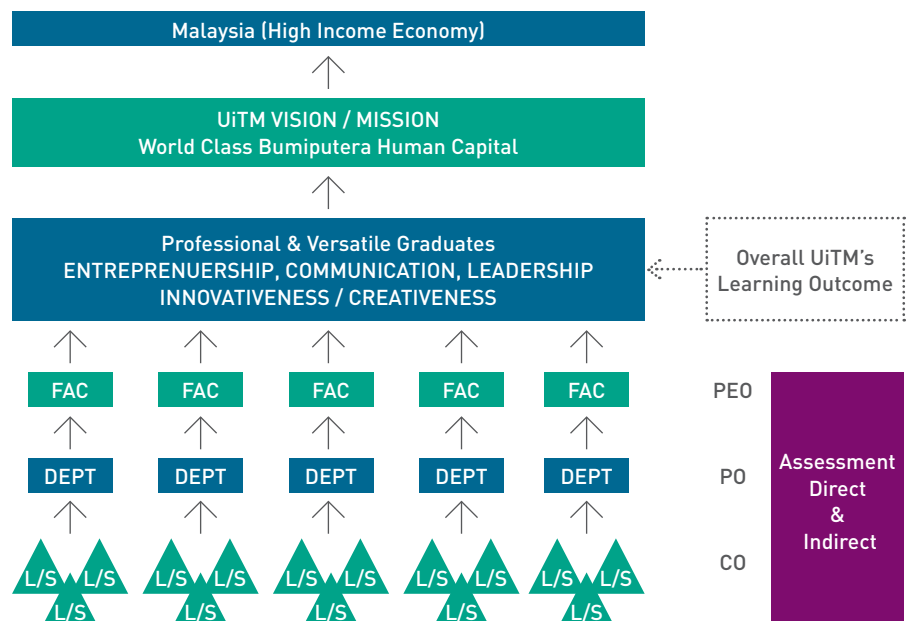 Malaysia (High Income Economy)
UiTM VISION / MISSION
World Class Bumiputera Human Capital
Professional & Versatile Graduates
ENTREPRENUERSHIP, COMMUNICATION, LEADERSHIP
INNOVATIVENESS / CREATIVENESS
Overall UiTM's
Learning Outcome
FAC FAC FAC FAC FAC PEO
DEPT DEPT DEPT DEPT DEPT PO
L/S L/S L/S L/S L/S L/S L/S L/S L/S L/S CO
L/S L/S L/S L/S L/S
Assessment
Direct
&
Indirect